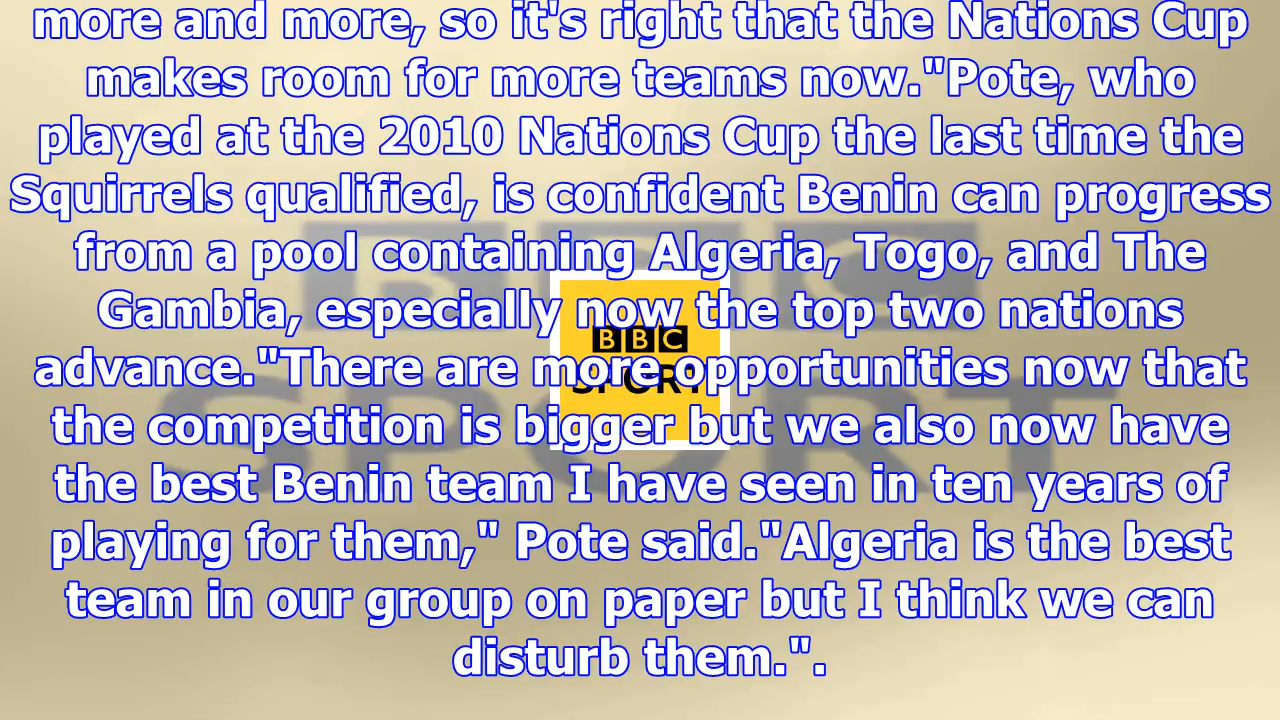 more and more, so it's right that the Nations Cup
makes room for more teams now."Pote, who
played at the 2010 Nations Cup the last time the
Squirrels qualified, is confident Benin can progress
from a pool containing Algeria, Togo, and The
Gambia, especially now the top two nations
advance."There are more opportunities now that
the competition is bigger but we also now have
the best Benin team I have seen in ten years of
playing for them," Pote said."Algeria is the best
team in our group on paper but I think we can
disturb them.".
BBC
SPORT
BBC
SPORT